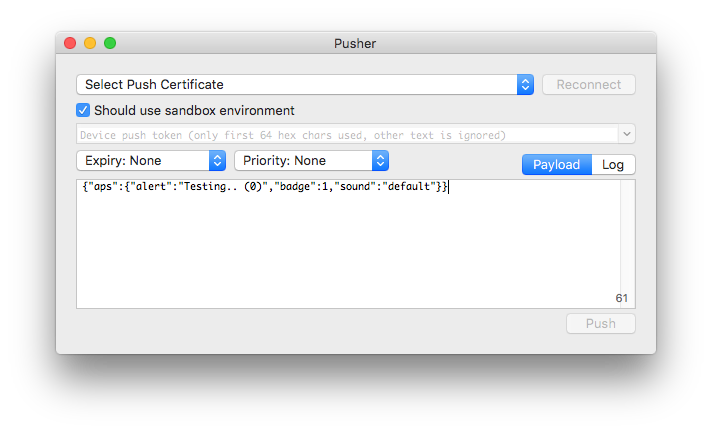 Pusher
Select Push Certificate Reconnect
Should use sandbox environment
Device push token (only first 64 hex chars used, other text is ignored)
Expiry: None Priority: None Payload Log
{"aps":{"alert":"Testing.. (0)","badge":1,"sound":"default"}}
61
Push